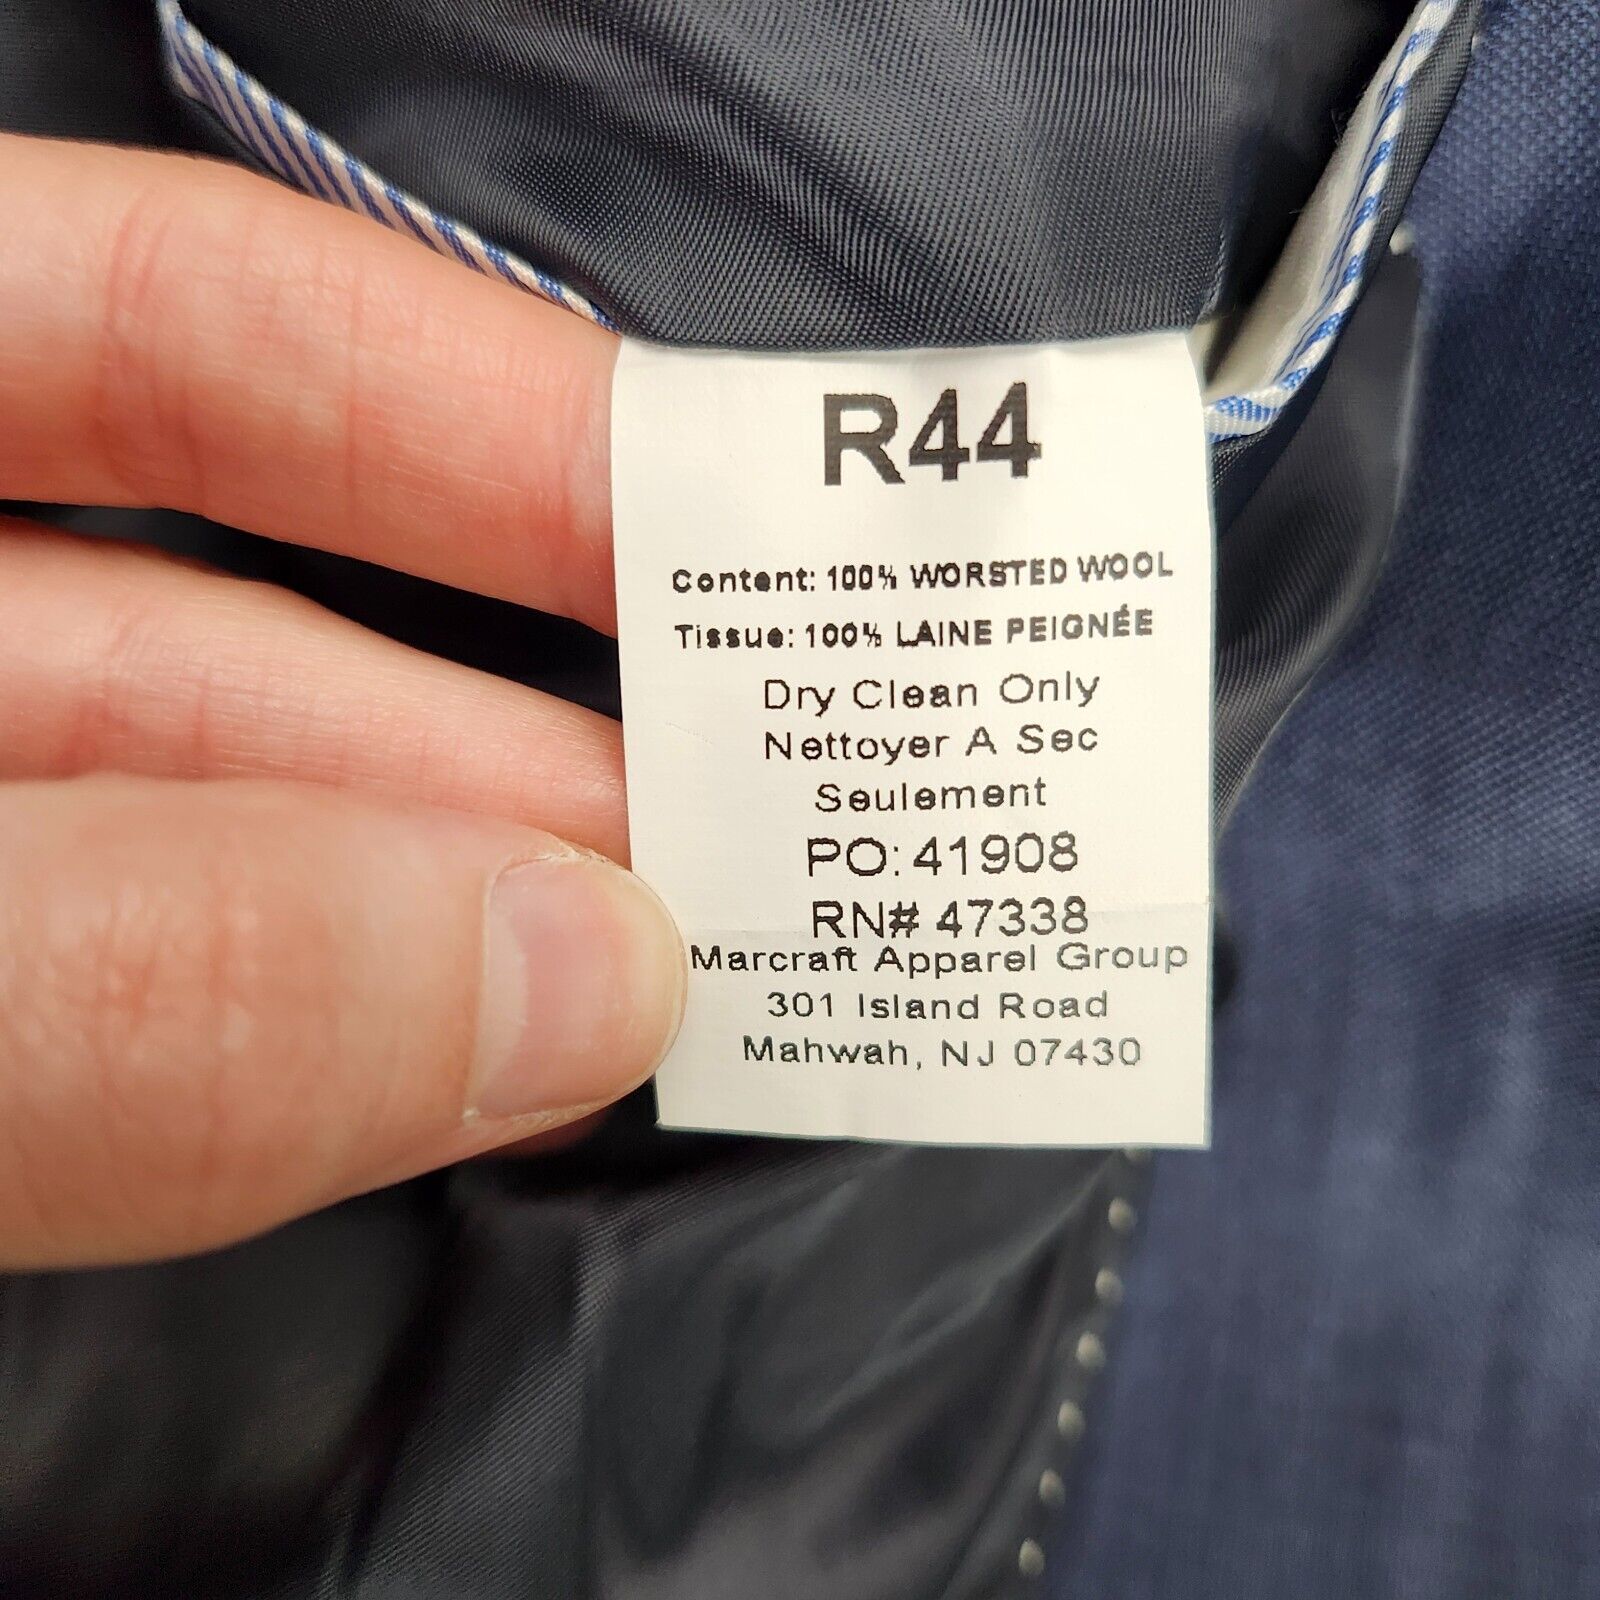 R44
Content: 100% WORSTED WOOL
Tissue: 100% LAINE PEIGNÉE
Dry Clean Only
Nettoyer A Sec
Seulement
PO: 41908
RN# 47338
Marcraft Apparel Group
301 Island Road
Mahwah, NJ 07430